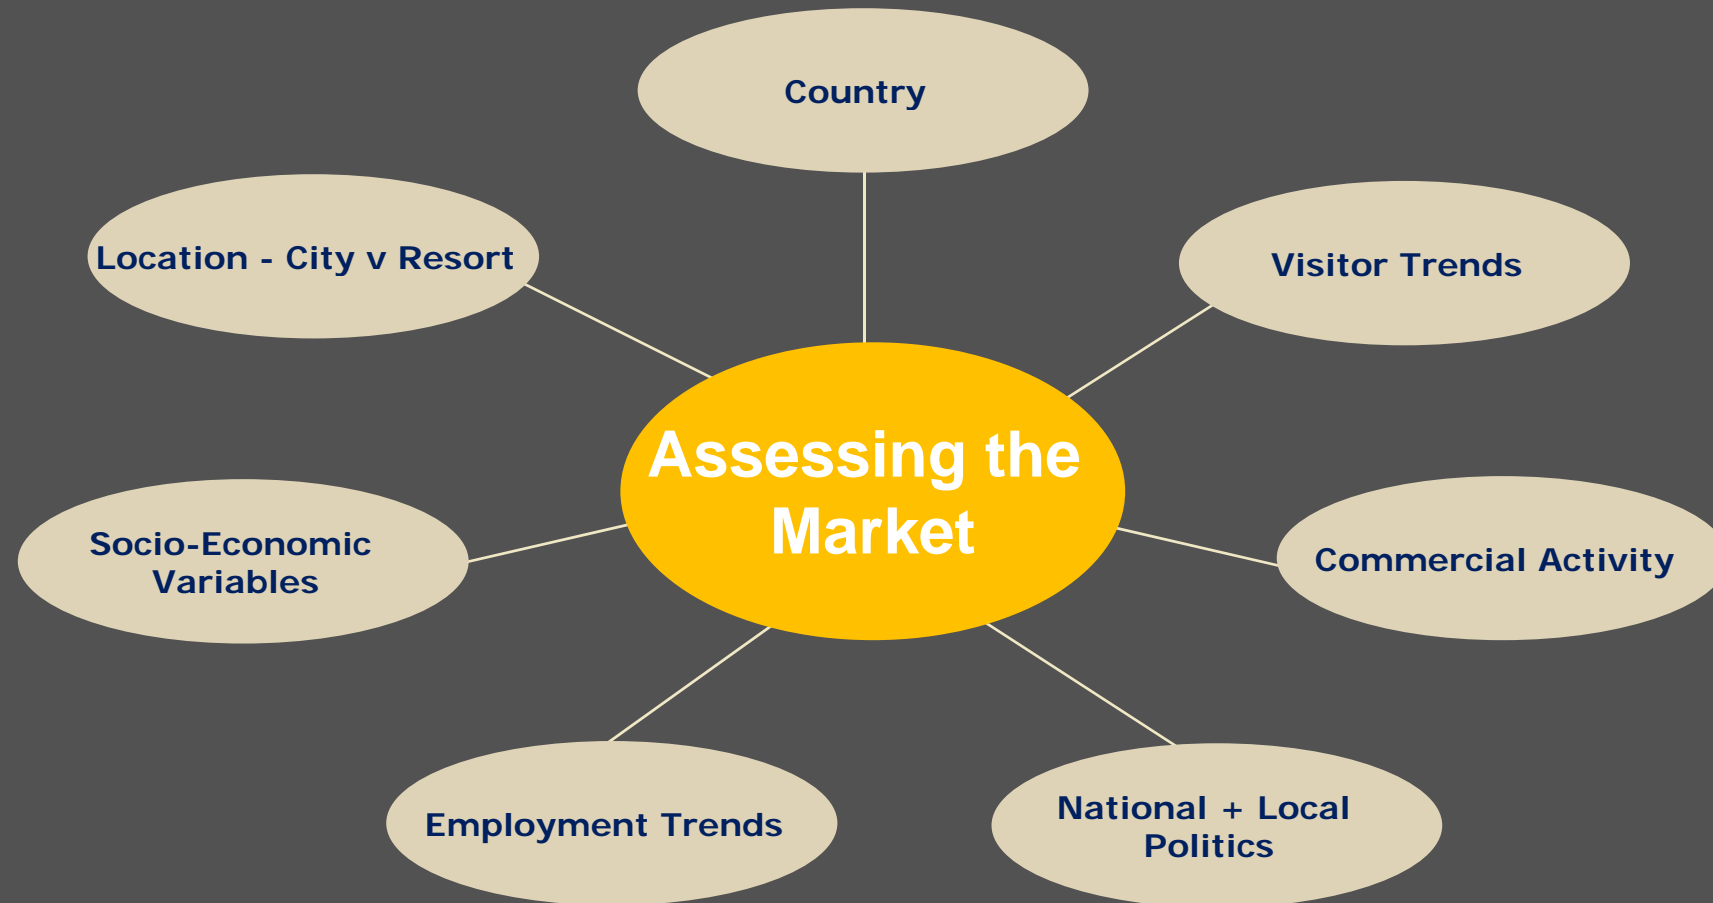 Country
Location - City v Resort
Visitor Trends
Assessing the
Market
Socio-Economic
Variables
Commercial Activity
Employment Trends
National + Local
Politics